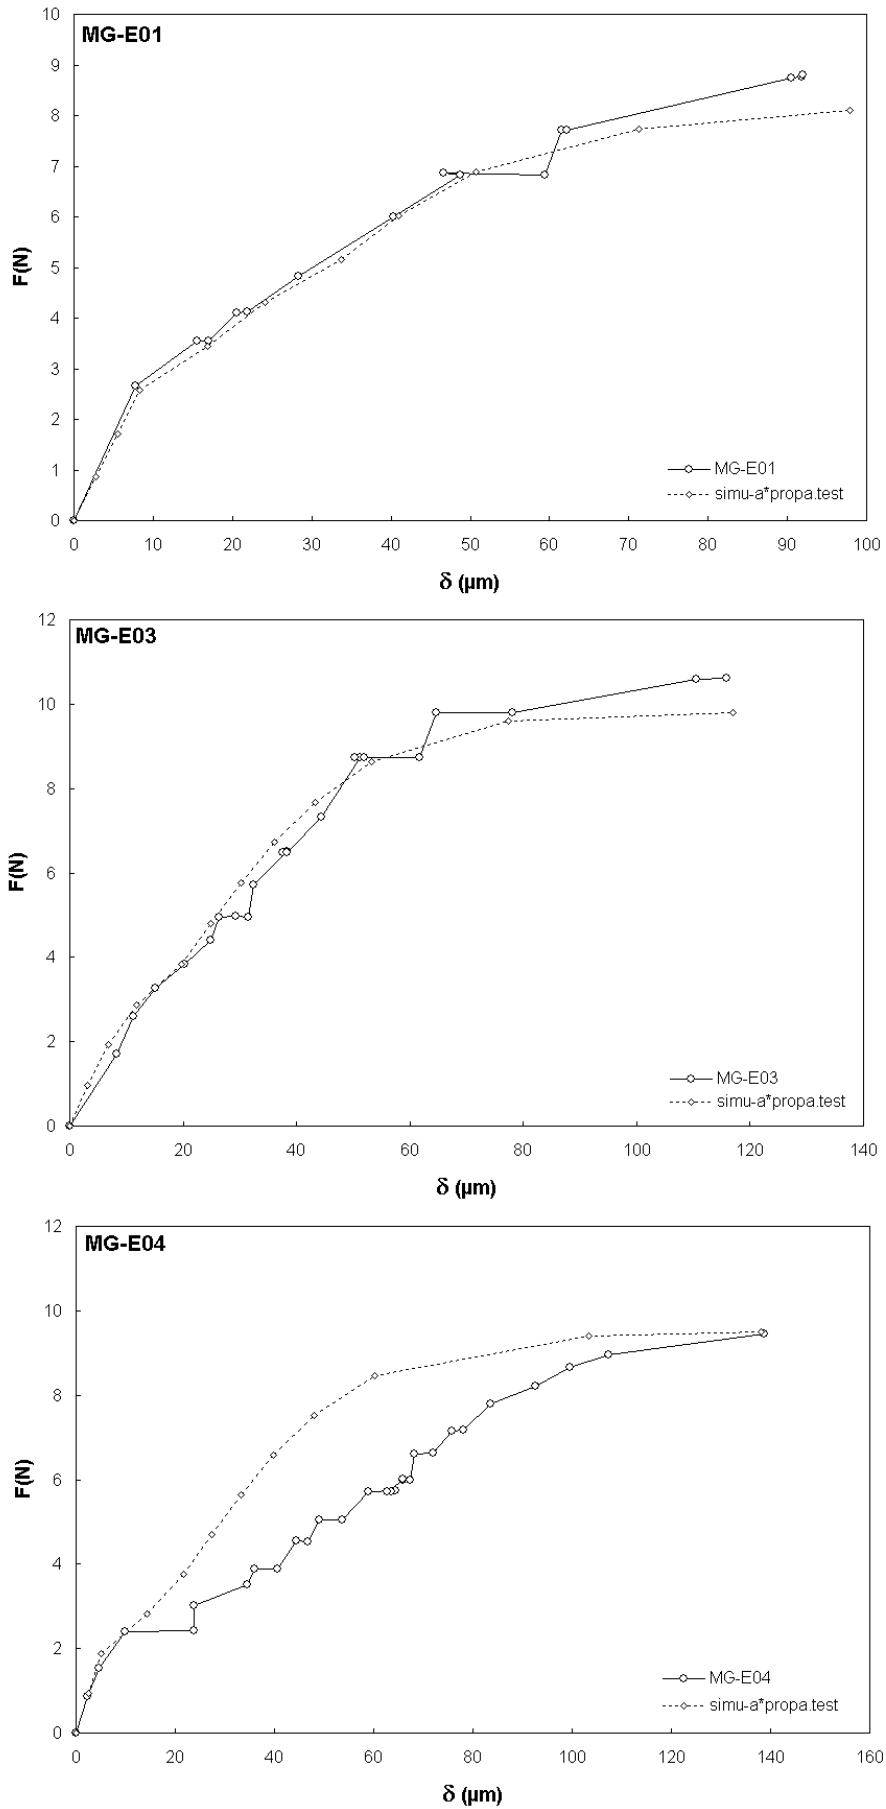 MG-E01
10
9
8
7
6
5
4
3
2
1
0
F(N)
MG-E01
simu-a*propa.test
0 10 20 30 40 50 60 70 80 90 100
δ (µm)
MG-E03
12
10
8
6
4
2
0
F(N)
MG-E03
simu-a*propa.test
0 20 40 60 80 100 120 140
δ (µm)
MG-E04
12
10
8
6
4
2
0
F(N)
MG-E04
simu-a*propa.test
0 20 40 60 80 100 120 140 160
δ (µm)